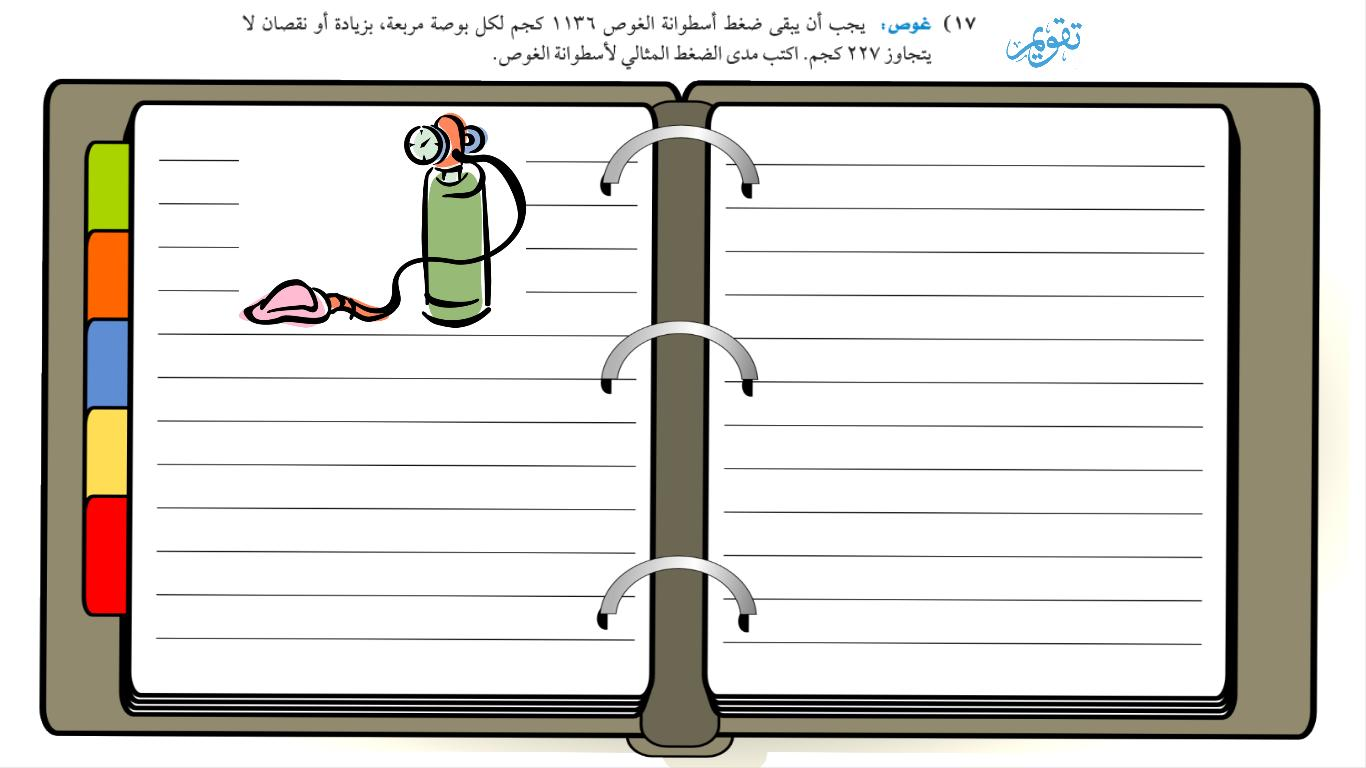 تقويم
١٧) غوص: يجب أن يبقى ضغط أسطوانة الغوص ١١٣٦ كجم لكل بوصة مربعة، بزيادة أو نقصان لا
يتجاوز ٢٢٧ كجم. اكتب مدى الضغط المثالي لأسطوانة الغوص.